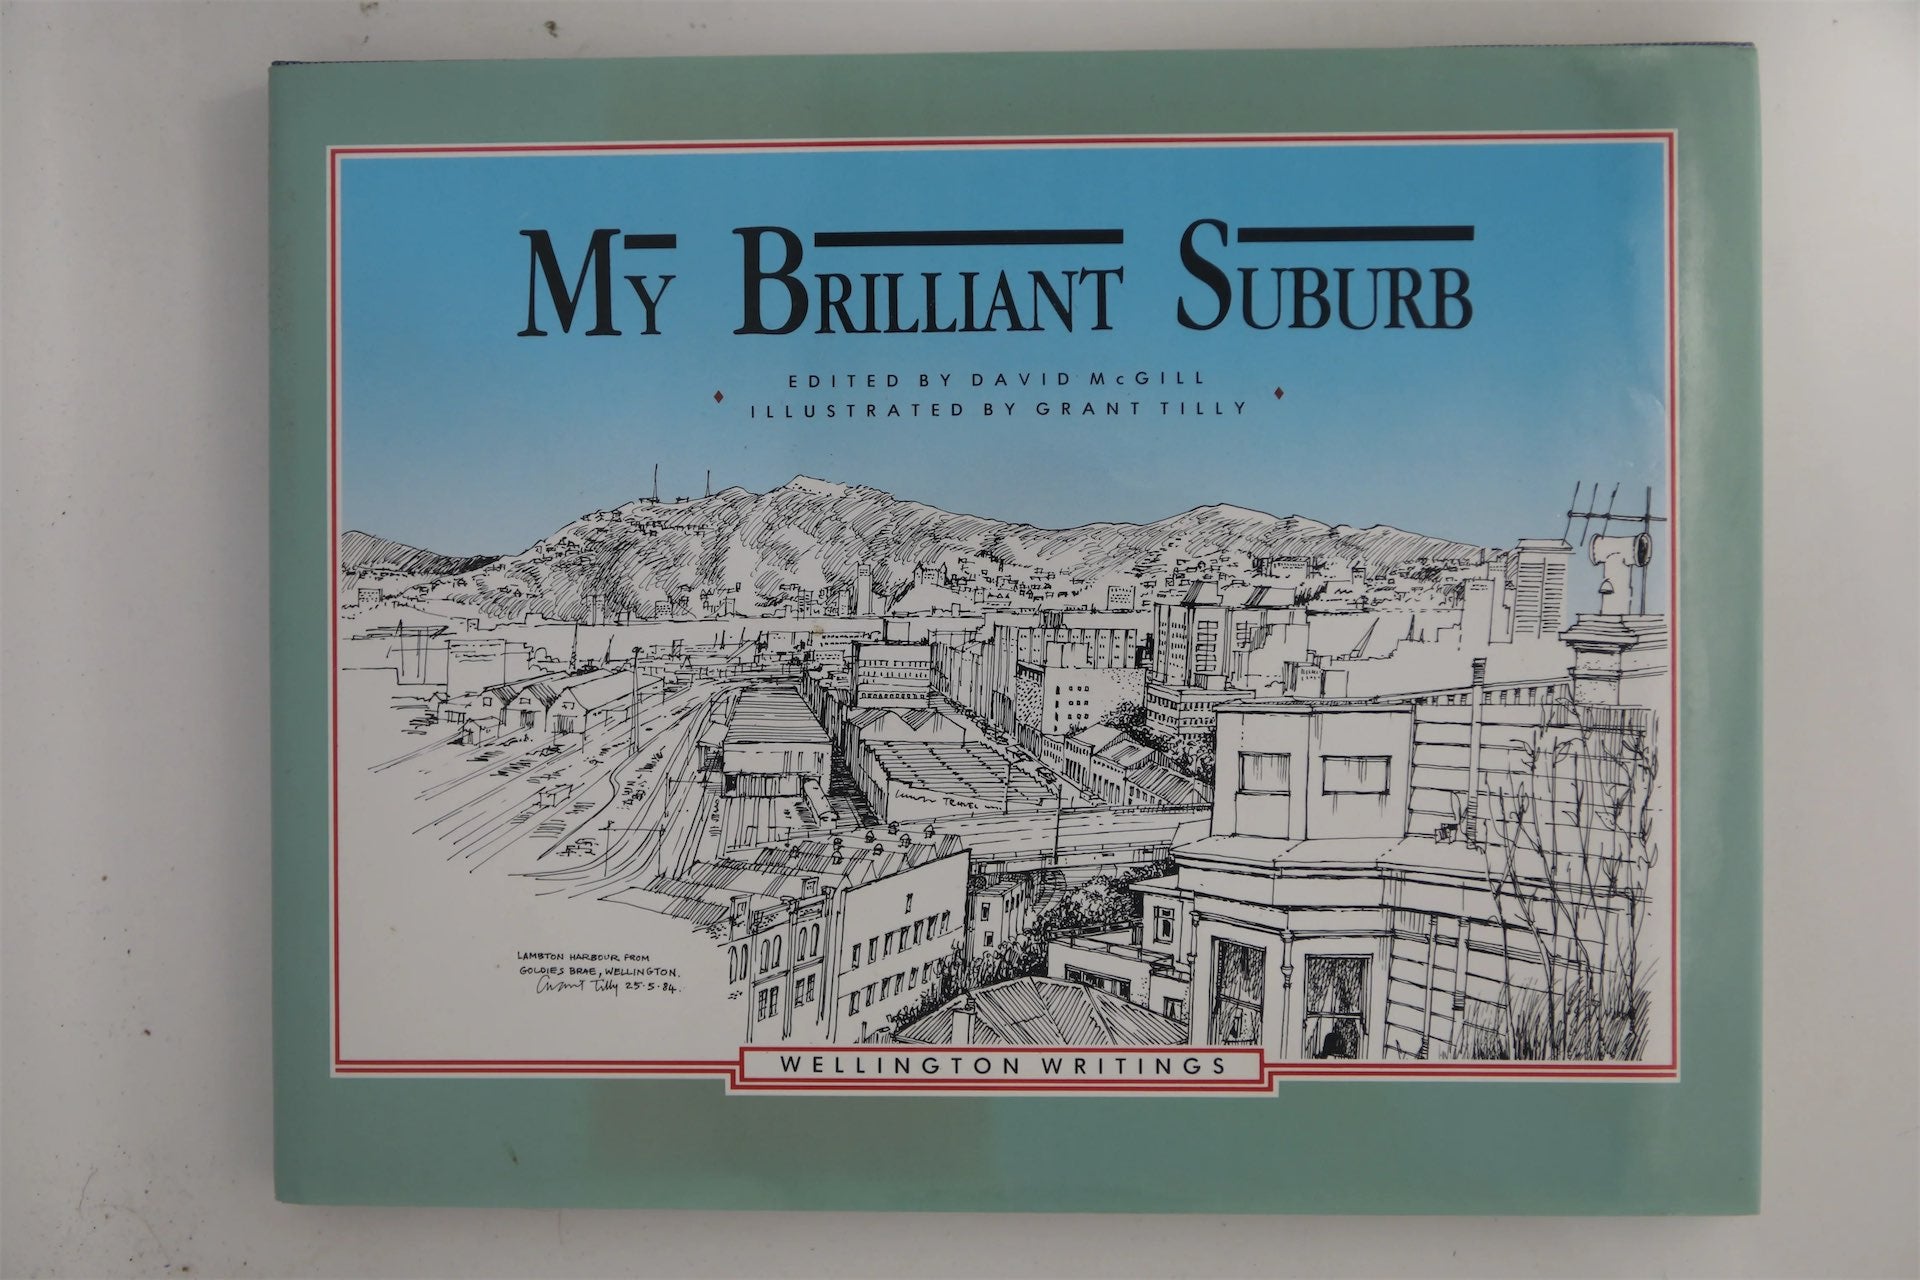 MY BRILLIANT SUBURB
EDITED BY DAVID McGILL
ILLUSTRATED BY GRANT TILLY
TRAVEL
LAMBTON HARBOUR FROM
GOLDIES BRAE, WELLINGTON.
Grant Tilly 25·5·84.
WELLINGTON WRITINGS